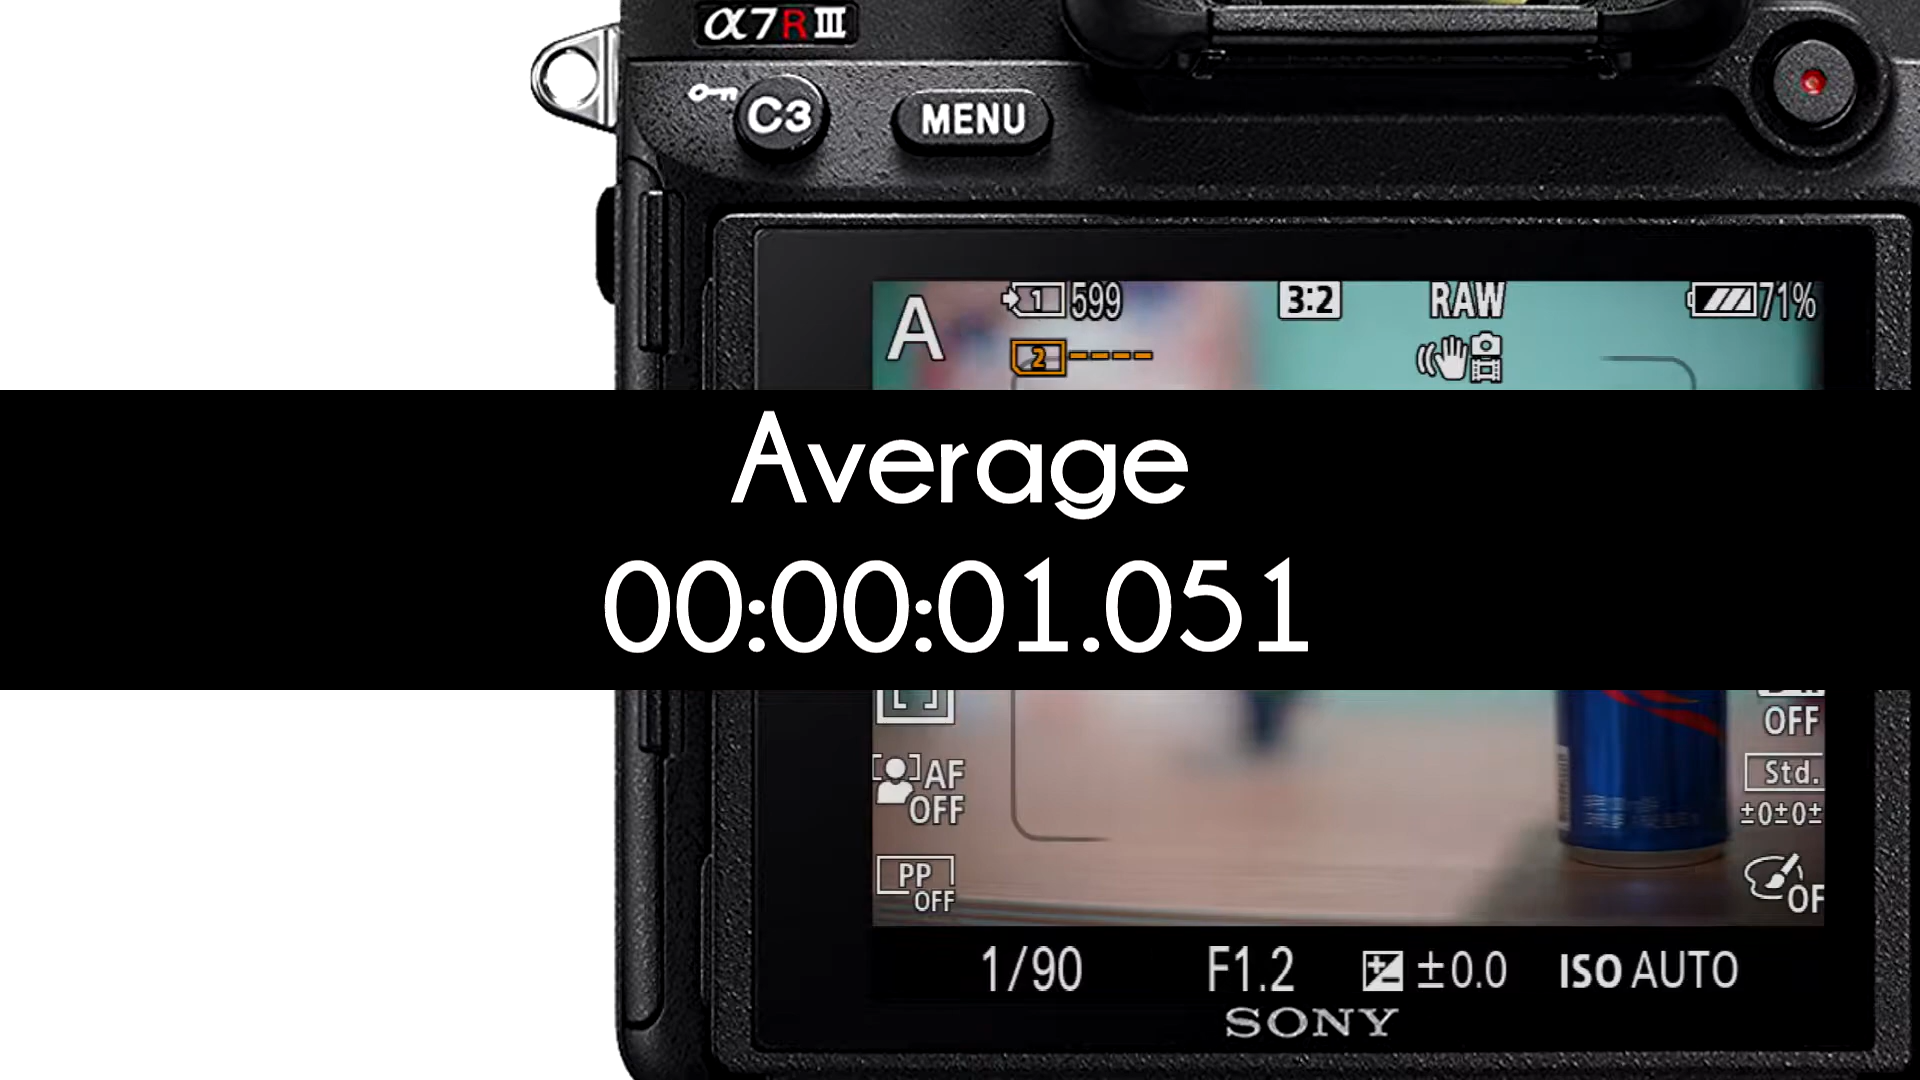 α7RIII
C3
MENU
A
1 599
3:2
RAW
71%
2 ----
Average
00:00:01.051
OFF
AF
OFF
Std.
±0±0±
PP
OFF
OF
1/90
F1.2
±0.0
ISO AUTO
SONY